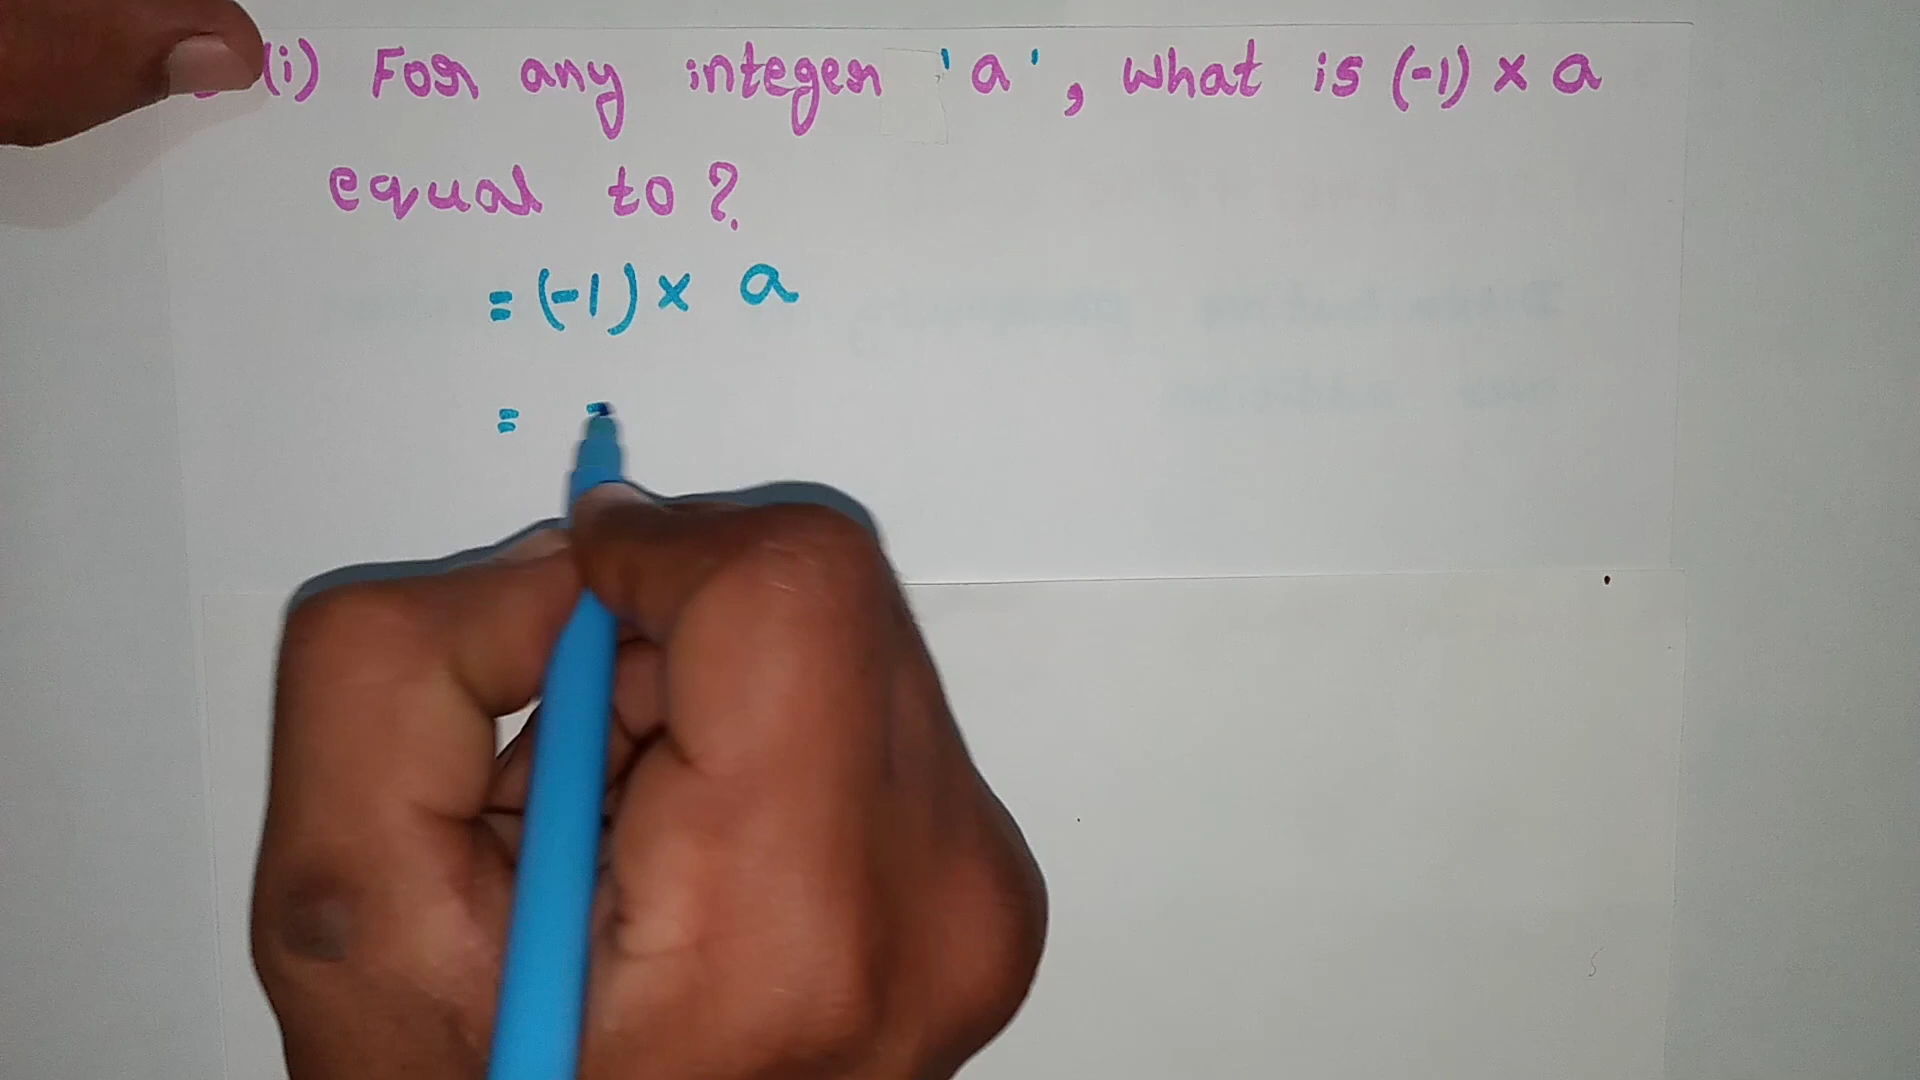 (i) For any integer 'a', what is (-1) × a
equal to?
= (-1) × a
= -